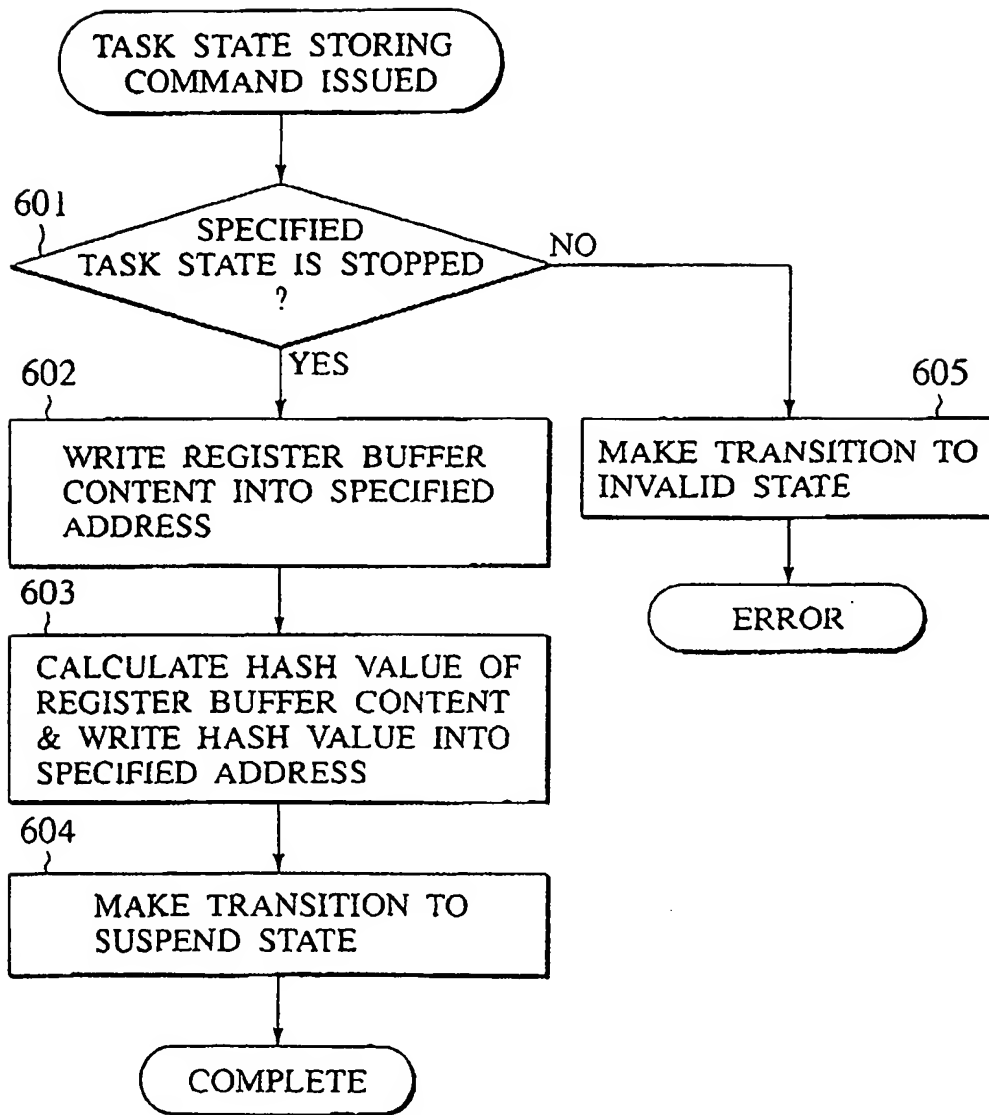 TASK STATE STORING
COMMAND ISSUED
601
SPECIFIED
TASK STATE IS STOPPED
?
NO
YES
602
WRITE REGISTER BUFFER
CONTENT INTO SPECIFIED
ADDRESS
605
MAKE TRANSITION TO
INVALID STATE
603
CALCULATE HASH VALUE OF
REGISTER BUFFER CONTENT
& WRITE HASH VALUE INTO
SPECIFIED ADDRESS
ERROR
604
MAKE TRANSITION TO
SUSPEND STATE
COMPLETE